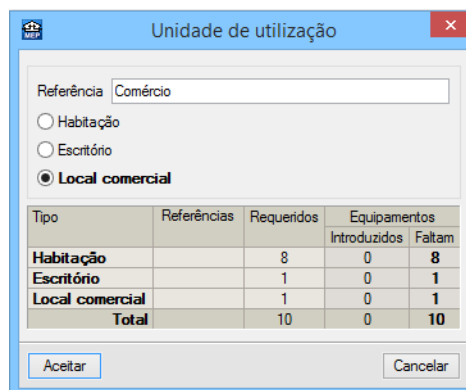 MEP
Unidade de utilização
Referência Comércio
Habitação
Escritório
Local comercial
Tipo Referências Requeridos Equipamentos
Introduzidos Faltam
Habitação 8 0 8
Escritório 1 0 1
Local comercial 1 0 1
Total 10 0 10
Aceitar Cancelar